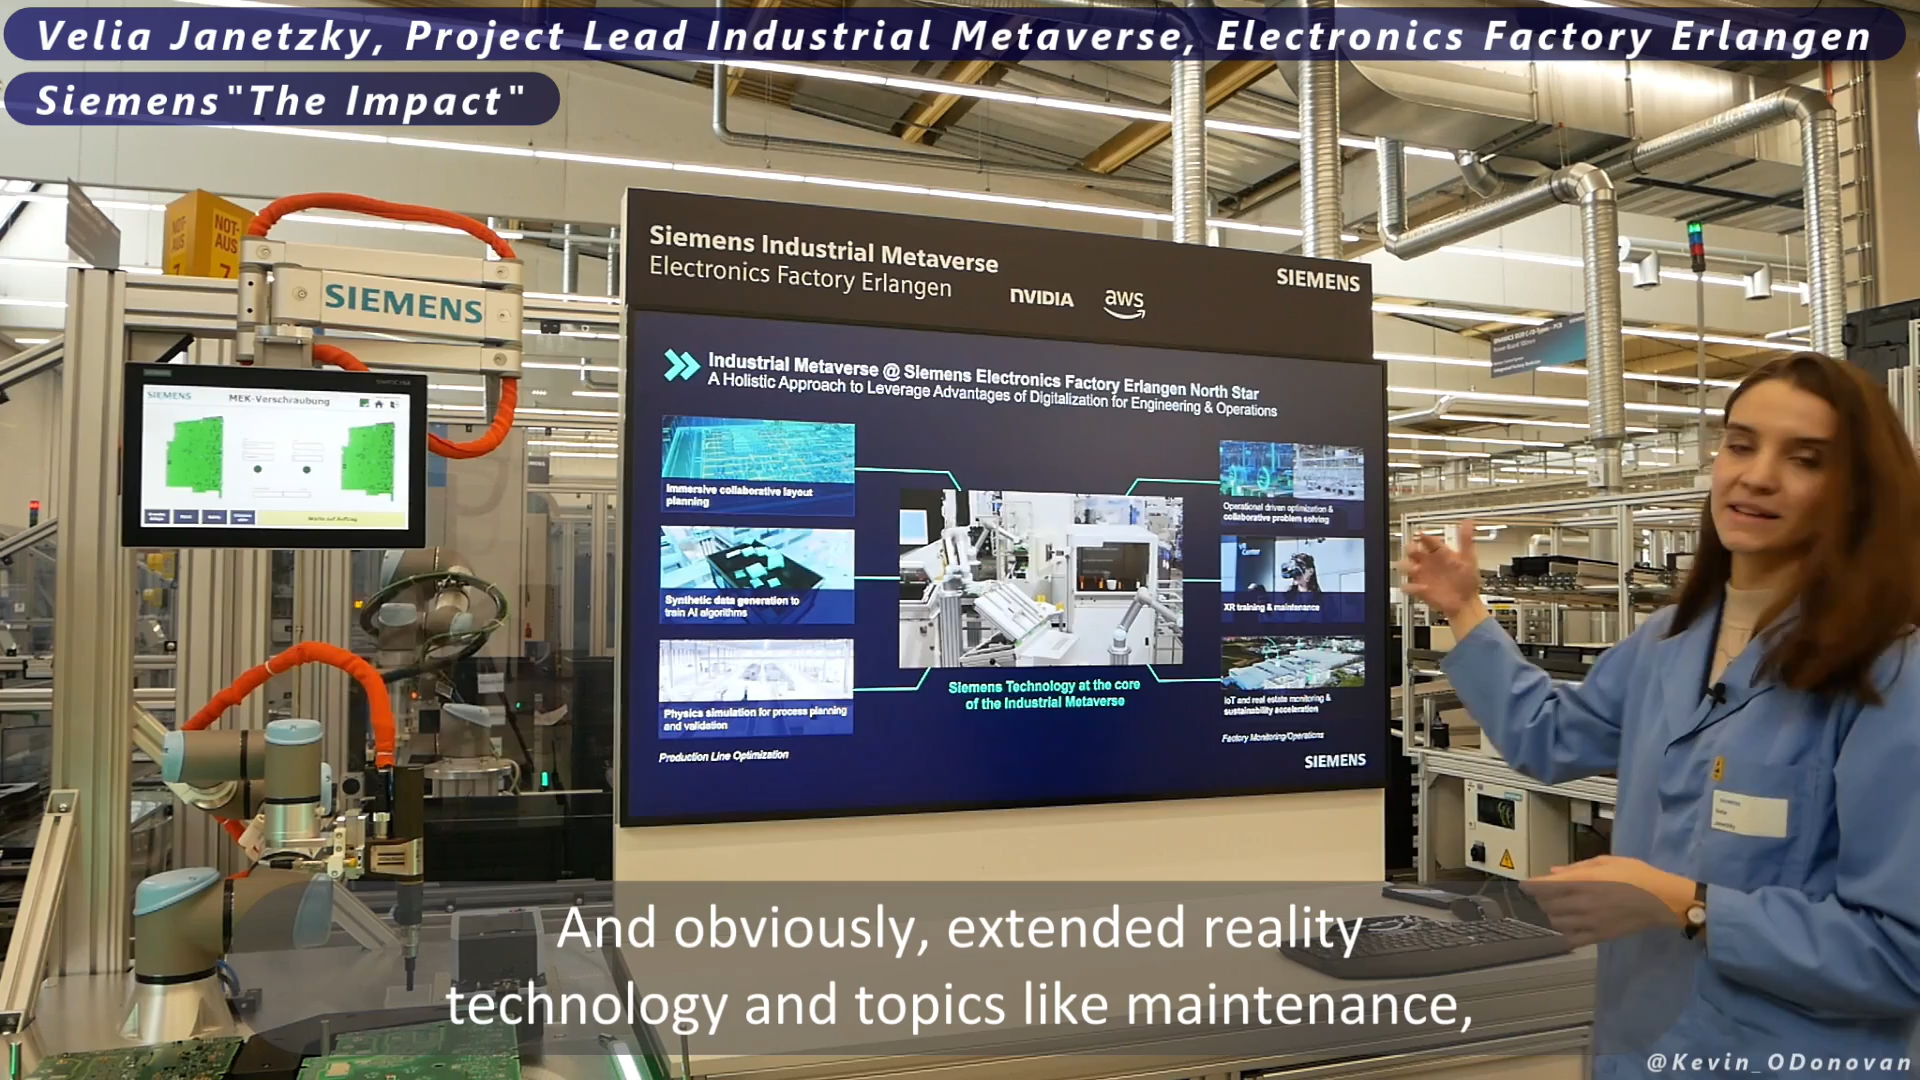 Velia Janetzky, Project Lead Industrial Metaverse, Electronics Factory Erlangen
Siemens"The Impact"
NOT-
AUS
NOT-
AUS
SIEMENS
SIEMENS
MEK-Verschraubung
Siemens Industrial Metaverse
Electronics Factory Erlangen
nVIDIA
aws
SIEMENS
Industrial Metaverse @ Siemens Electronics Factory Erlangen North Star
A Holistic Approach to Leverage Advantages of Digitalization for Engineering & Operations
Immersive collaborative layout
planning
Synthetic data generation to
train AI algorithms
Physics simulation for process planning
and validation
Production Line Optimization
Siemens Technology at the core
of the Industrial Metaverse
Operational driven optimization &
collaborative problem solving
XR training & maintenance
IoT and real estate monitoring &
sustainability acceleration
Factory Monitoring/Operations
SIEMENS
And obviously, extended reality
technology and topics like maintenance,
@Kevin_ODonovan